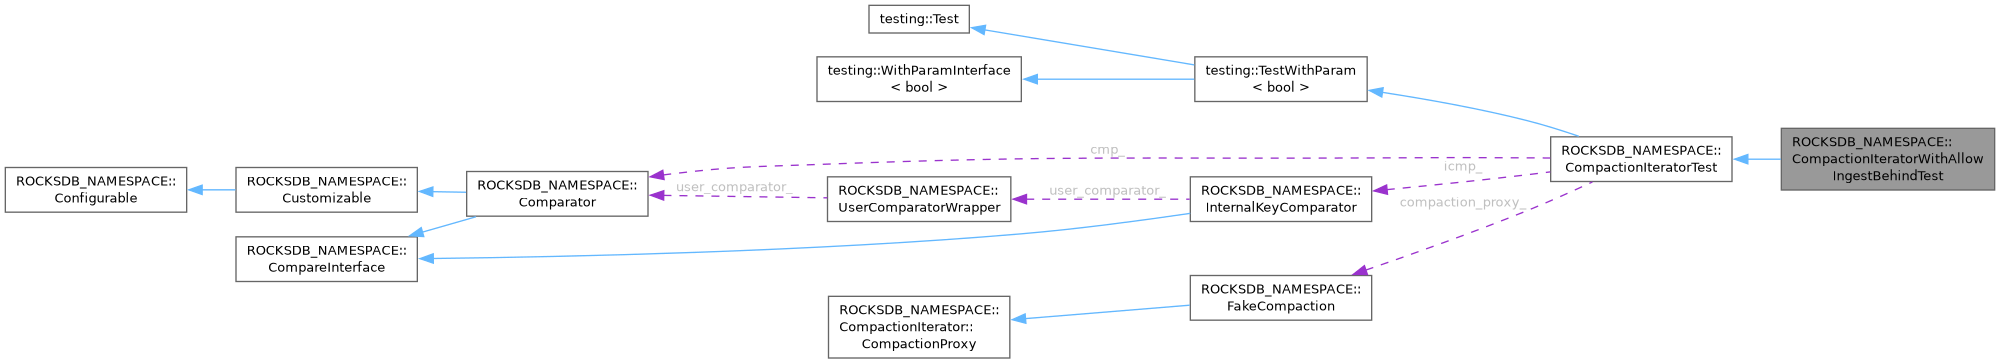 testing::Test
testing::WithParamInterface
< bool >
testing::TestWithParam
< bool >
ROCKSDB_NAMESPACE::
CompactionIteratorWithAllow
IngestBehindTest
ROCKSDB_NAMESPACE::
CompactionIteratorTest
cmp_
icmp_
compaction_proxy_
ROCKSDB_NAMESPACE::
Configurable
ROCKSDB_NAMESPACE::
Customizable
ROCKSDB_NAMESPACE::
Comparator
user_comparator_
ROCKSDB_NAMESPACE::
UserComparatorWrapper
user_comparator_
ROCKSDB_NAMESPACE::
InternalKeyComparator
ROCKSDB_NAMESPACE::
CompareInterface
ROCKSDB_NAMESPACE::
FakeCompaction
ROCKSDB_NAMESPACE::
CompactionIterator::
CompactionProxy